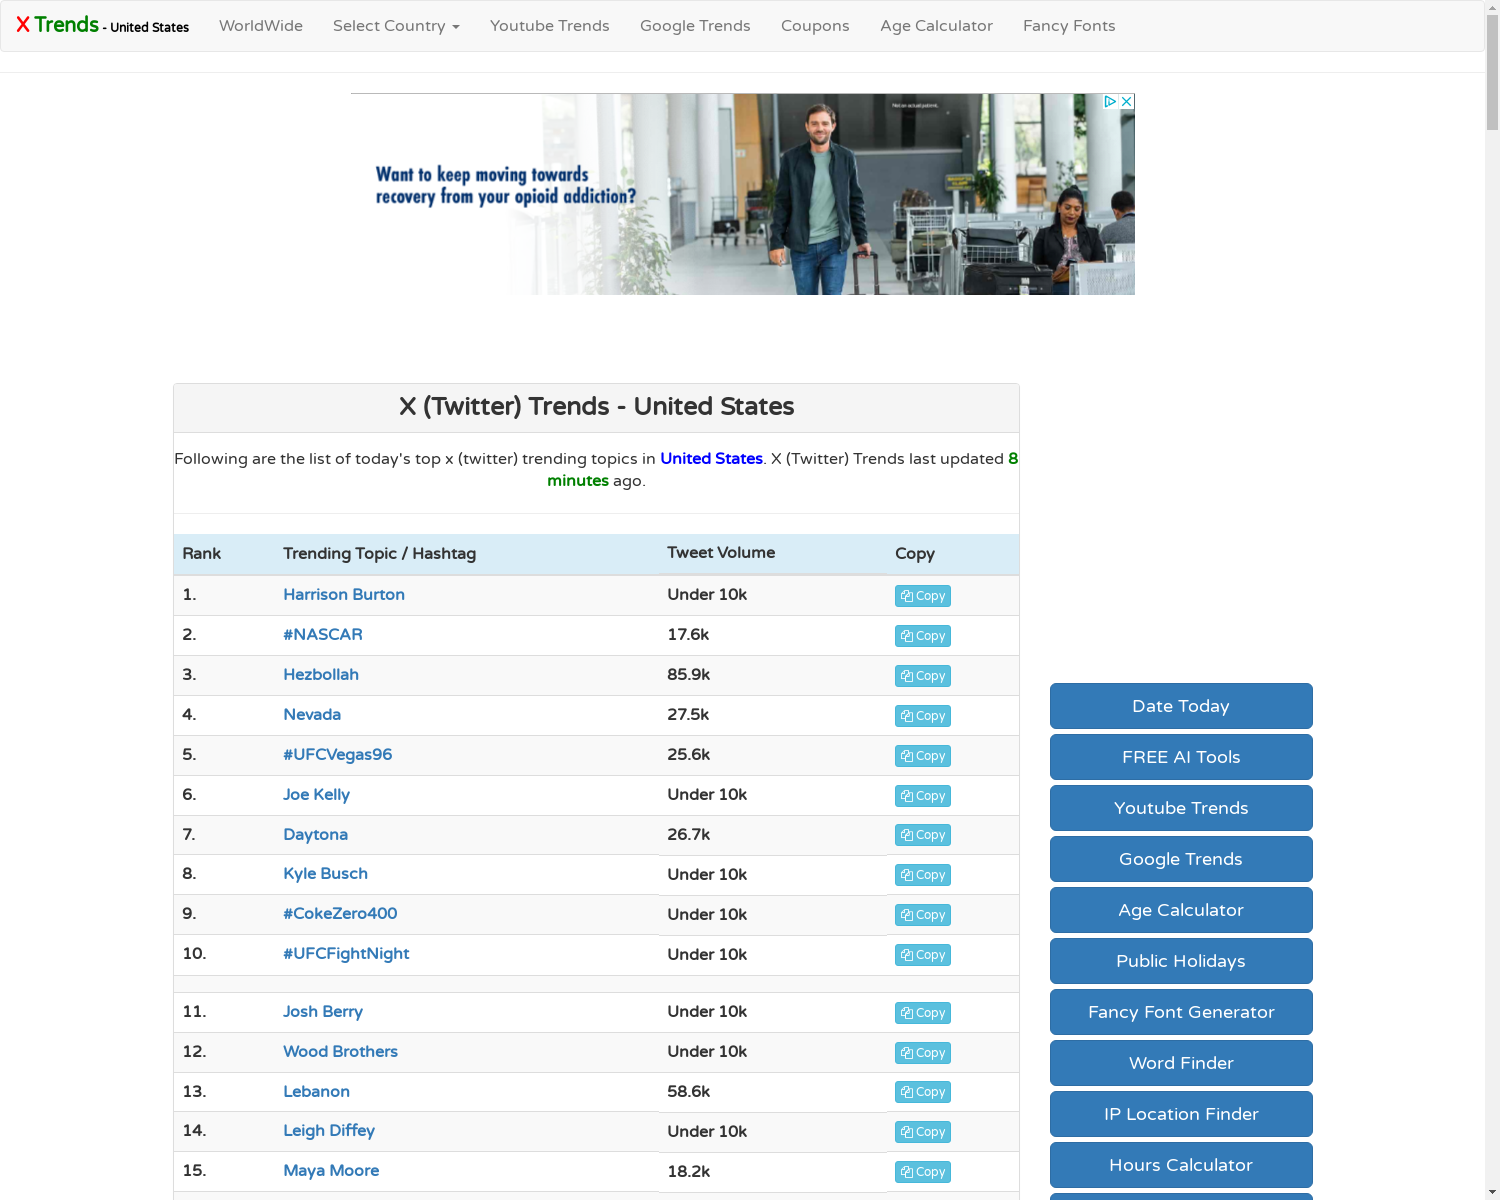 X Trends - United States WorldWide Select Country Youtube Trends Google Trends Coupons Age Calculator Fancy Fonts
Not an actual patient.
Want to keep moving towards
recovery from your opioid addiction?
X (Twitter) Trends - United States
Following are the list of today's top x (twitter) trending topics in United States. X (Twitter) Trends last updated 8
minutes ago.
Rank Trending Topic / Hashtag Tweet Volume Copy
1. Harrison Burton Under 10k Copy
2. #NASCAR 17.6k Copy
3. Hezbollah 85.9k Copy
4. Nevada 27.5k Copy
5. #UFCVegas96 25.6k Copy
6. Joe Kelly Under 10k Copy
7. Daytona 26.7k Copy
8. Kyle Busch Under 10k Copy
9. #CokeZero400 Under 10k Copy
10. #UFCFightNight Under 10k Copy
11. Josh Berry Under 10k Copy
12. Wood Brothers Under 10k Copy
13. Lebanon 58.6k Copy
14. Leigh Diffey Under 10k Copy
15. Maya Moore 18.2k Copy
Date Today
FREE AI Tools
Youtube Trends
Google Trends
Age Calculator
Public Holidays
Fancy Font Generator
Word Finder
IP Location Finder
Hours Calculator